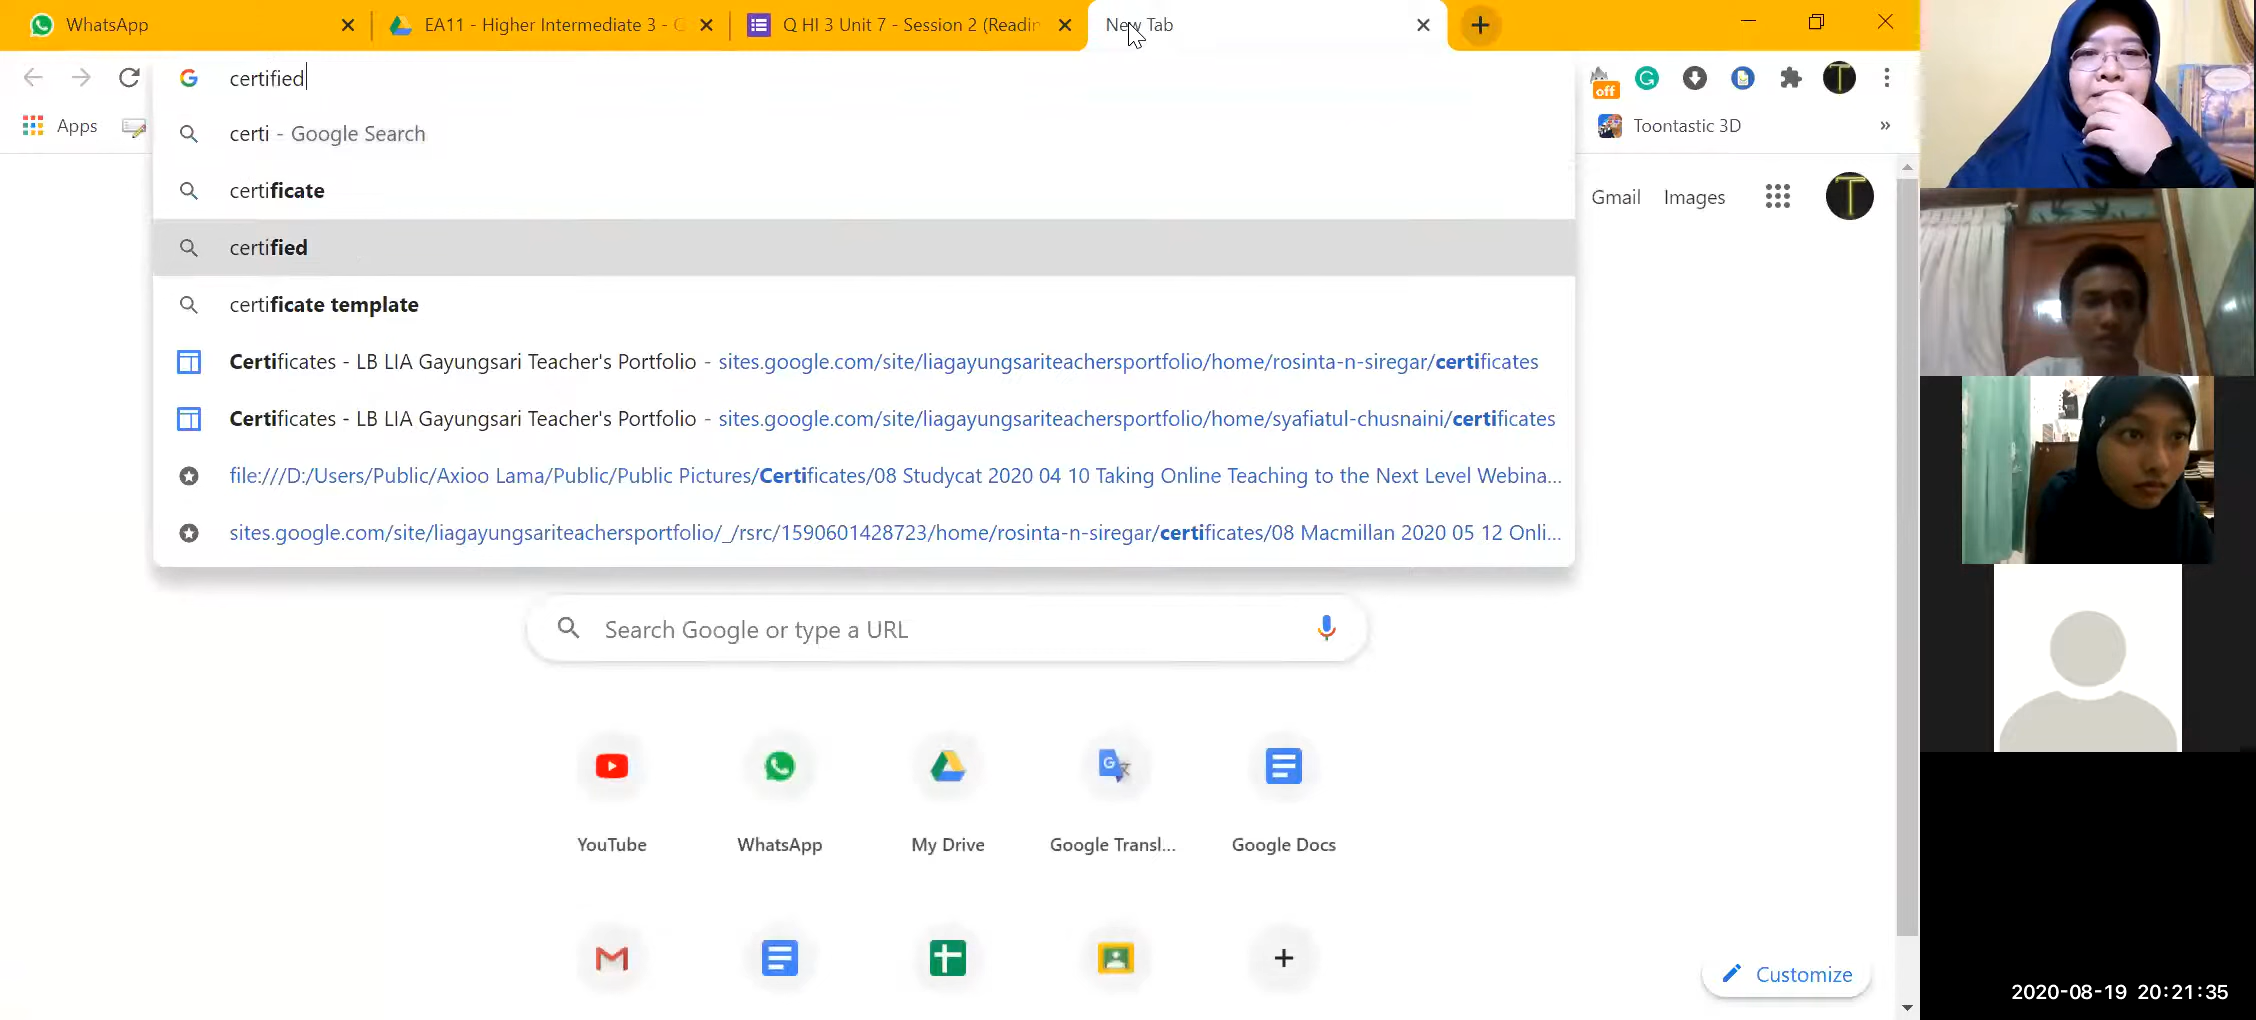 WhatsApp
EA11 - Higher Intermediate 3 -
Q HI 3 Unit 7 - Session 2 (Readin
New Tab
certified
off
Apps
Toontastic 3D
»
certi - Google Search
certificate
certified
certificate template
Certificates - LB LIA Gayungsari Teacher's Portfolio - sites.google.com/site/liagayungsariteachersportfolio/home/rosinta-n-siregar/certificates
Certificates - LB LIA Gayungsari Teacher's Portfolio - sites.google.com/site/liagayungsariteachersportfolio/home/syafiatul-chusnaini/certificates
file:///D:/Users/Public/Axioo Lama/Public/Public Pictures/Certificates/08 Studycat 2020 04 10 Taking Online Teaching to the Next Level Webina...
sites.google.com/site/liagayungsariteachersportfolio/_/rsrc/1590601428723/home/rosinta-n-siregar/certificates/08 Macmillan 2020 05 12 Onli...
Gmail Images
Search Google or type a URL
YouTube WhatsApp My Drive Google Transl... Google Docs
Customize
2020-08-19 20:21:35